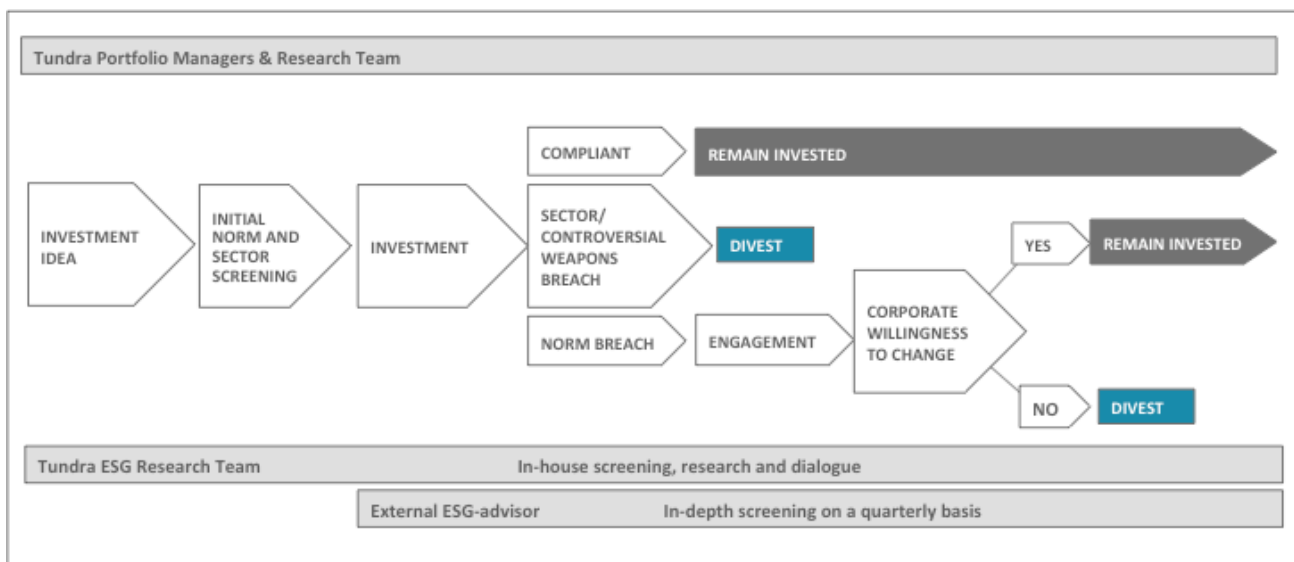 Tundra Portfolio Managers & Research Team
COMPLIANT
REMAIN INVESTED
INVESTMENT
IDEA
INITIAL
NORM AND
SECTOR
SCREENING
INVESTMENT
SECTOR/
CONTROVERSIAL
WEAPONS
BREACH
DIVEST
NORM BREACH
ENGAGEMENT
CORPORATE
WILLINGNESS
TO CHANGE
YES
REMAIN INVESTED
NO
DIVEST
Tundra ESG Research Team
In-house screening, research and dialogue
External ESG-advisor
In-depth screening on a quarterly basis